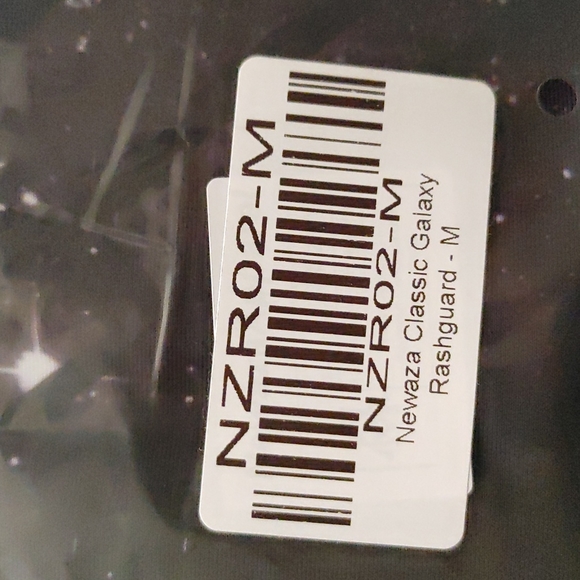 NZR02-M
NZR02-M
Newaza Classic Galaxy
Rashguard - M